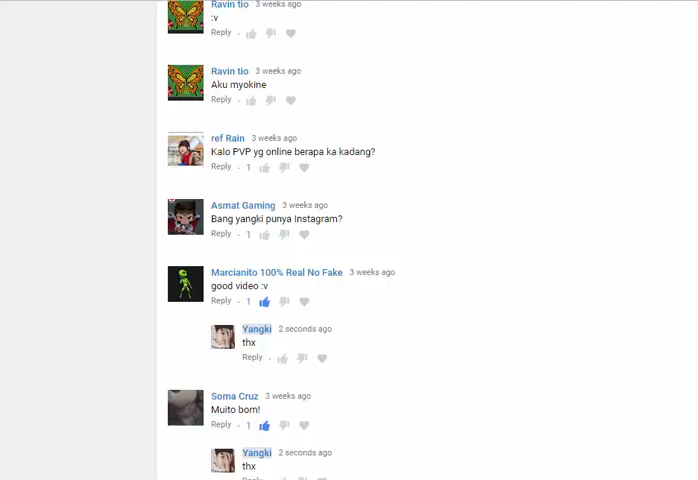 Ravin tio 3 weeks ago
:v
Reply
Ravin tio 3 weeks ago
Aku myokine
Reply
ref Rain 3 weeks ago
Kalo PVP yg online berapa ka kadang?
Reply 1
Asmat Gaming 3 weeks ago
Bang yangki punya Instagram?
Reply 1
Marcianito 100% Real No Fake 3 weeks ago
good video :v
Reply 1
Yangki 2 seconds ago
thx
Reply
Soma Cruz 3 weeks ago
Muito bom!
Reply 1
Yangki 2 seconds ago
thx